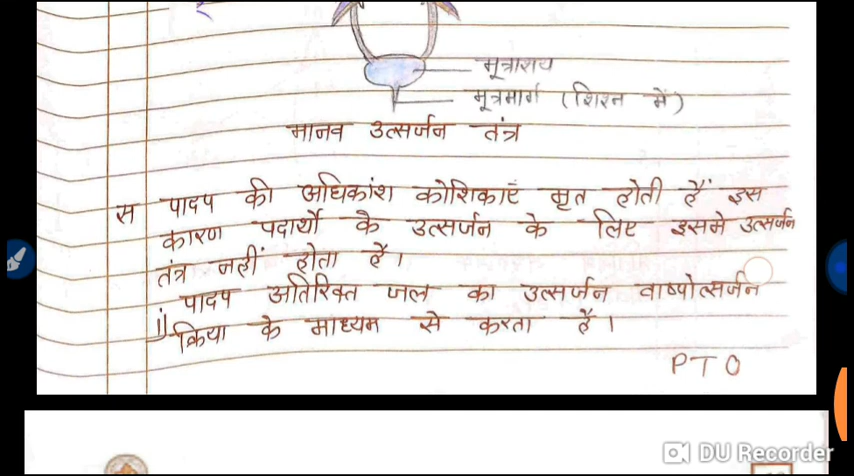 मूत्राशय
मूत्रमार्ग (शिश्न में)
मानव उत्सर्जन तंत्र
स पादप की अधिकांश कोशिकाएँ मृत होती हैं इस
कारण पदार्थो के उत्सर्जन के लिए इसमे उत्सर्जन
तंत्र नहीं होता है।
पादप अतिरिक्त जल का उत्सर्जन वाष्पोत्सर्जन
क्रिया के माध्यम से करता है।
PTO
DU Recorder